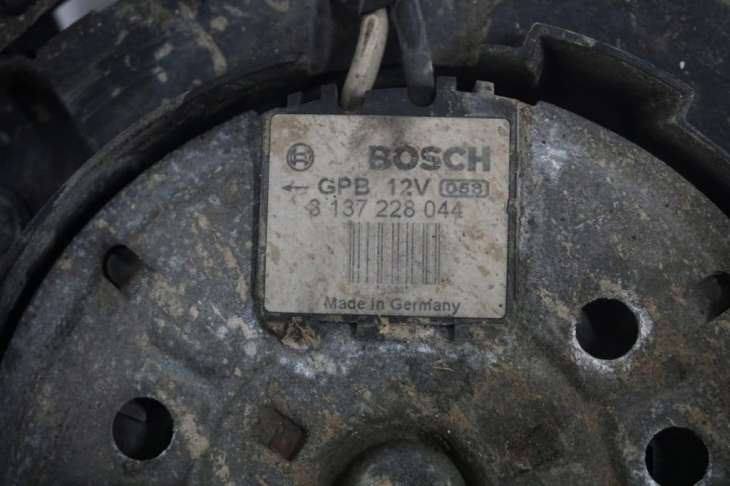 BOSCH
← GPB 12V 053
3 137 228 044
Made in Germany